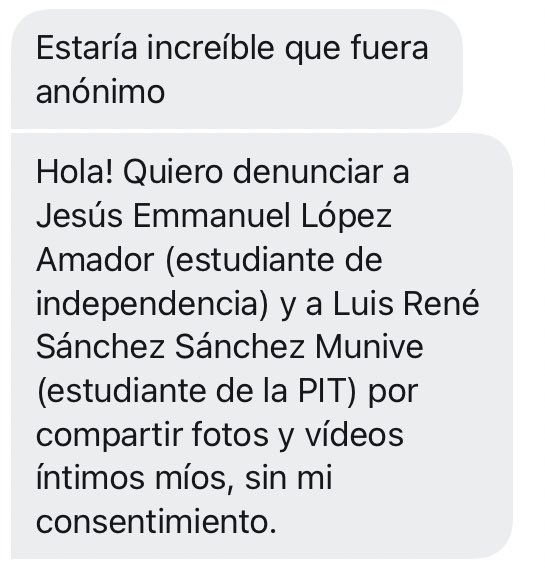 Estaría increíble que fuera
anónimo
Hola! Quiero denunciar a
Jesús Emmanuel López
Amador (estudiante de
independencia) y a Luis René
Sánchez Sánchez Munive
(estudiante de la PIT) por
compartir fotos y vídeos
íntimos míos, sin mi
consentimiento.